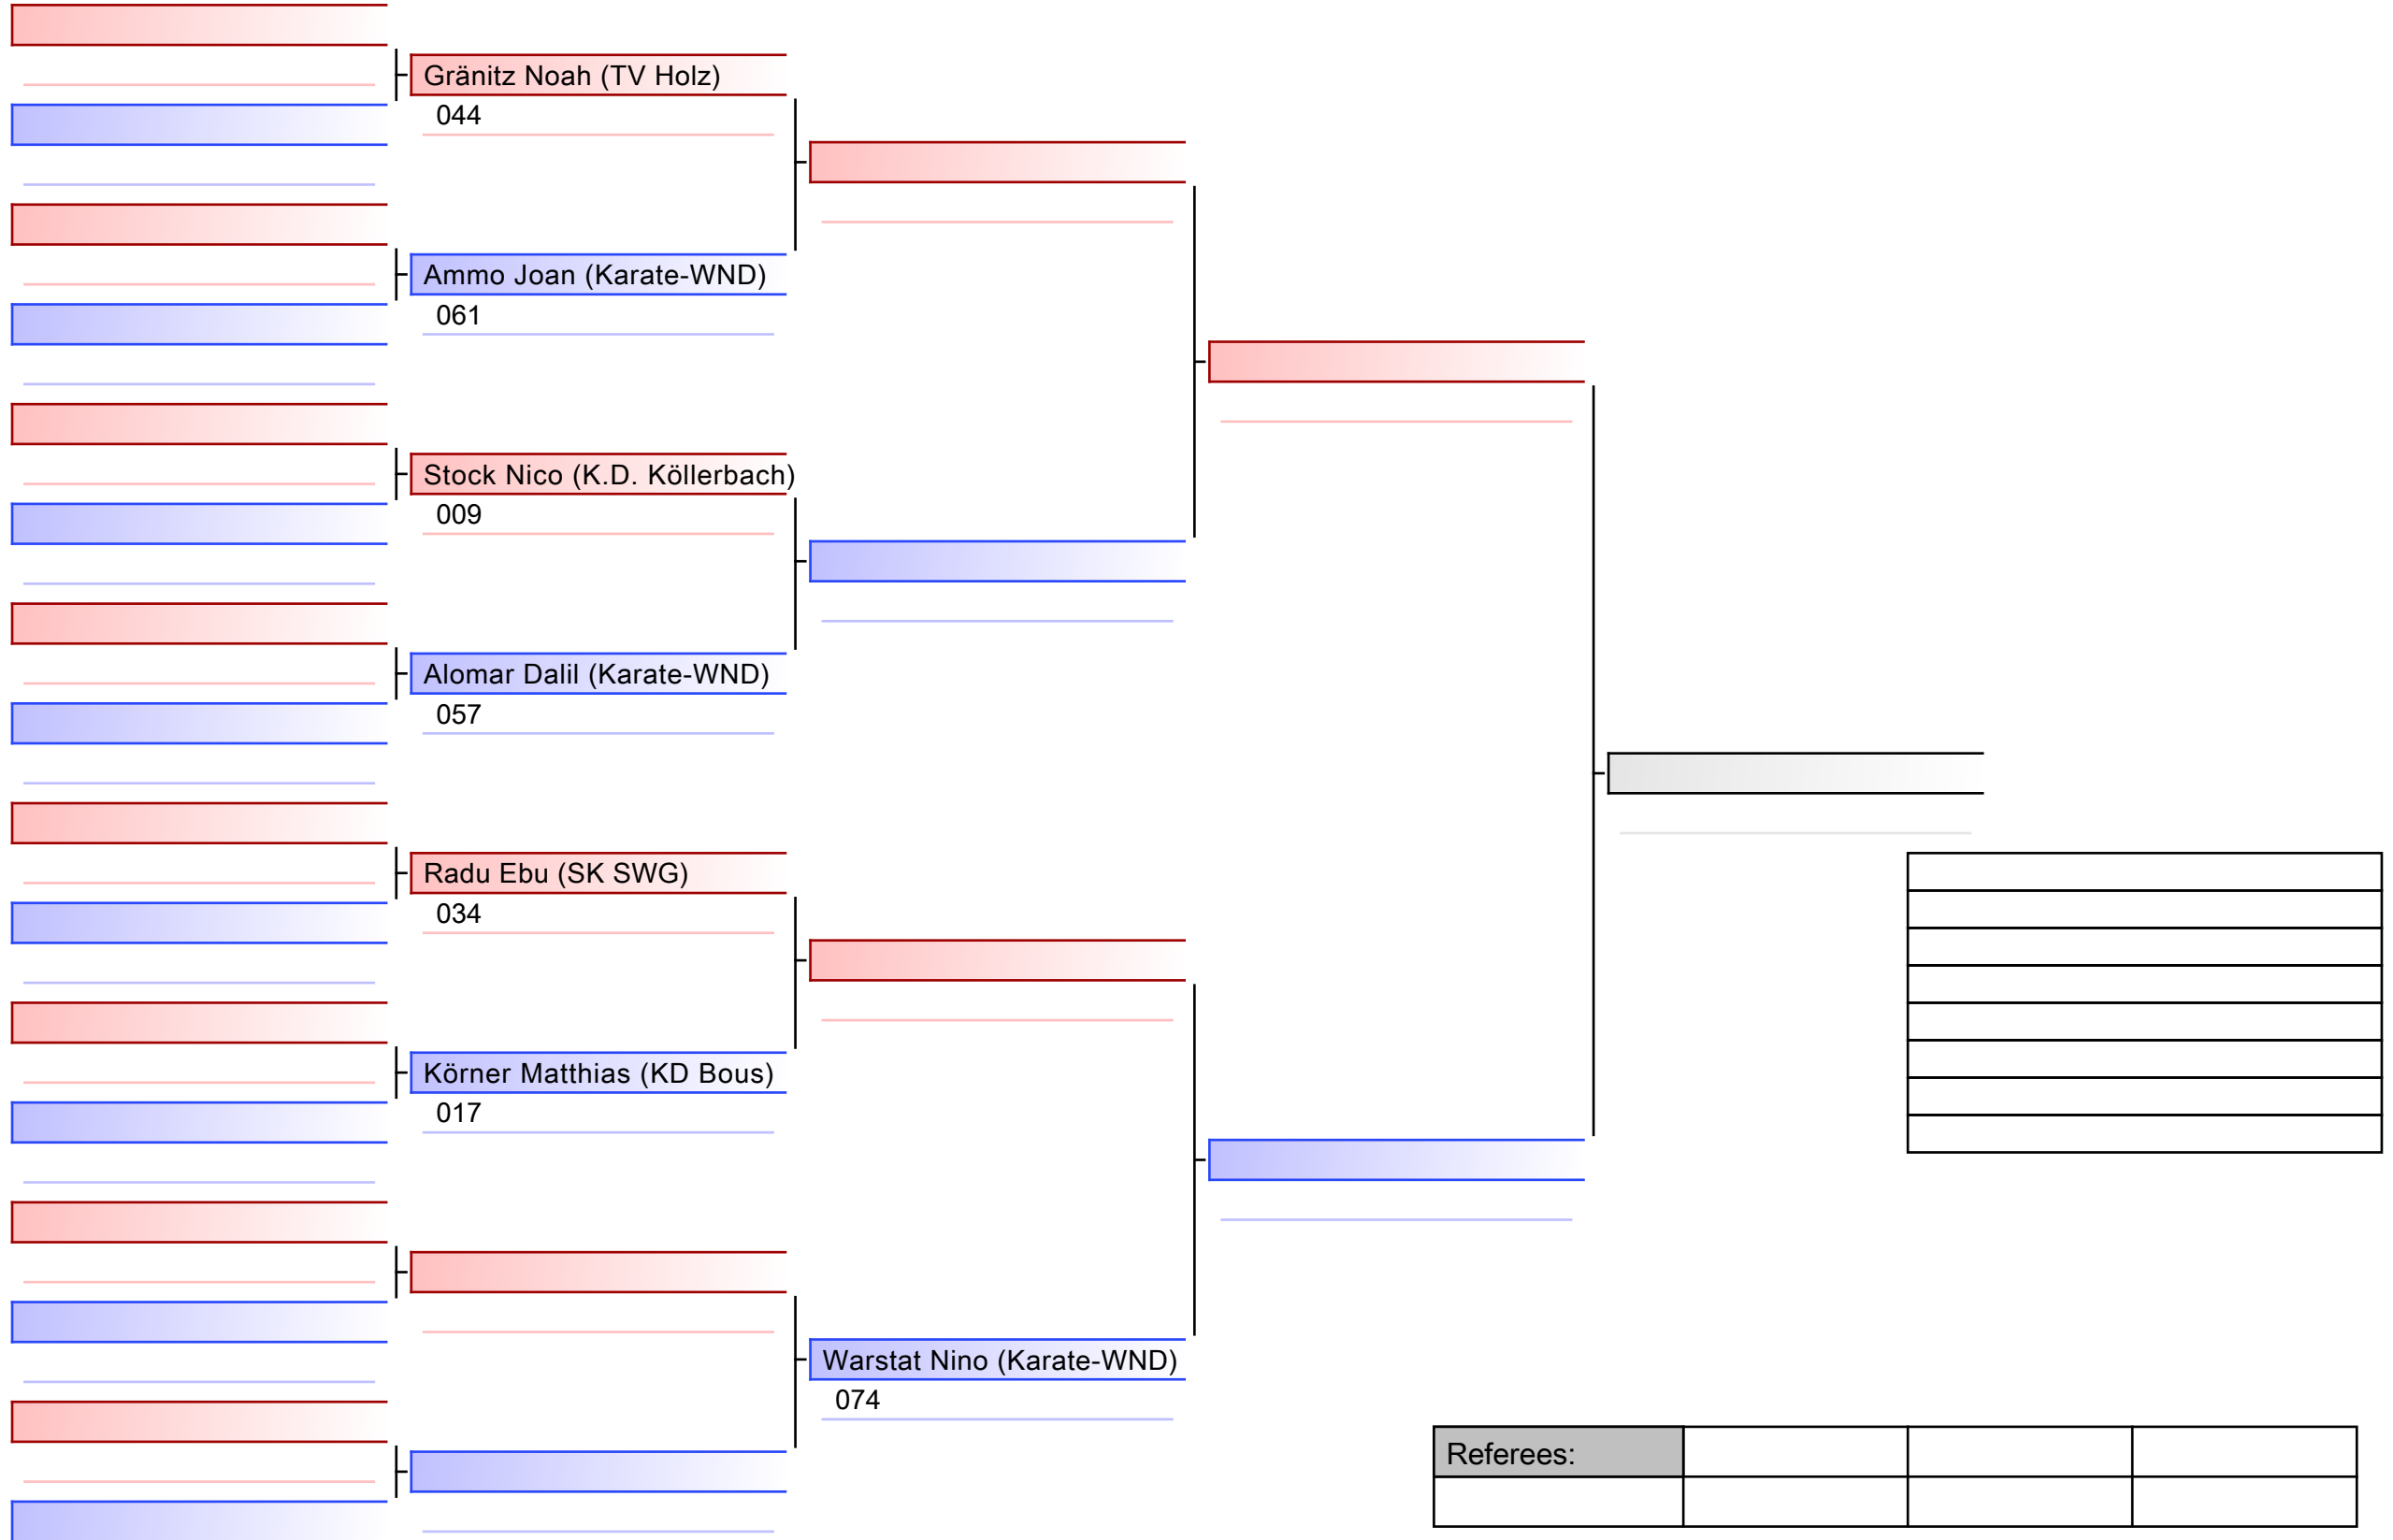 Gränitz Noah (TV Holz)
044
Ammo Joan (Karate-WND)
061
Stock Nico (K.D. Köllerbach)
009
Alomar Dalil (Karate-WND)
057
Radu Ebu (SK SWG)
034
Körner Matthias (KD Bous)
017
Warstat Nino (Karate-WND)
074
Referees: